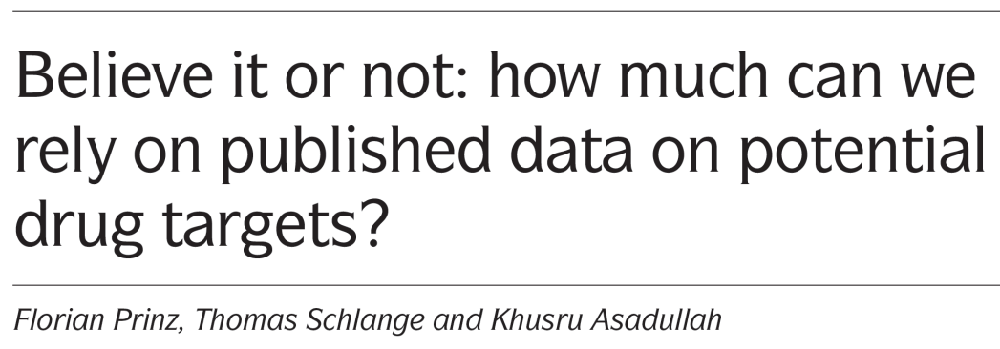 Believe it or not: how much can we
rely on published data on potential
drug targets?
Florian Prinz, Thomas Schlange and Khusru Asadullah